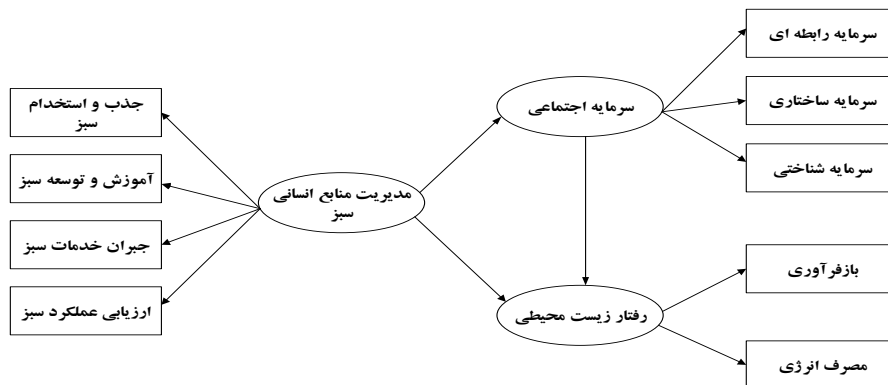 سرمایه رابطه ای
سرمایه ساختاری
سرمایه شناختی
سرمایه اجتماعی
جذب و استخدام
سبز
آموزش و توسعه سبز
جبران خدمات سبز
ارزیابی عملکرد سبز
مدیریت منابع انسانی
سبز
رفتار زیست محیطی
بازفرآوری
مصرف انرژی